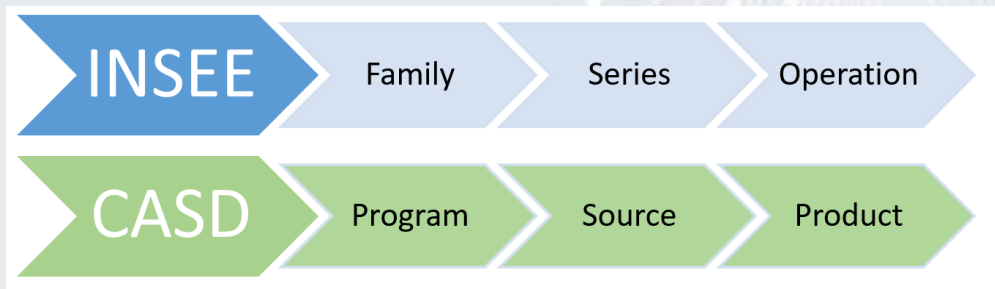 INSEE Family Series Operation
CASD Program Source Product